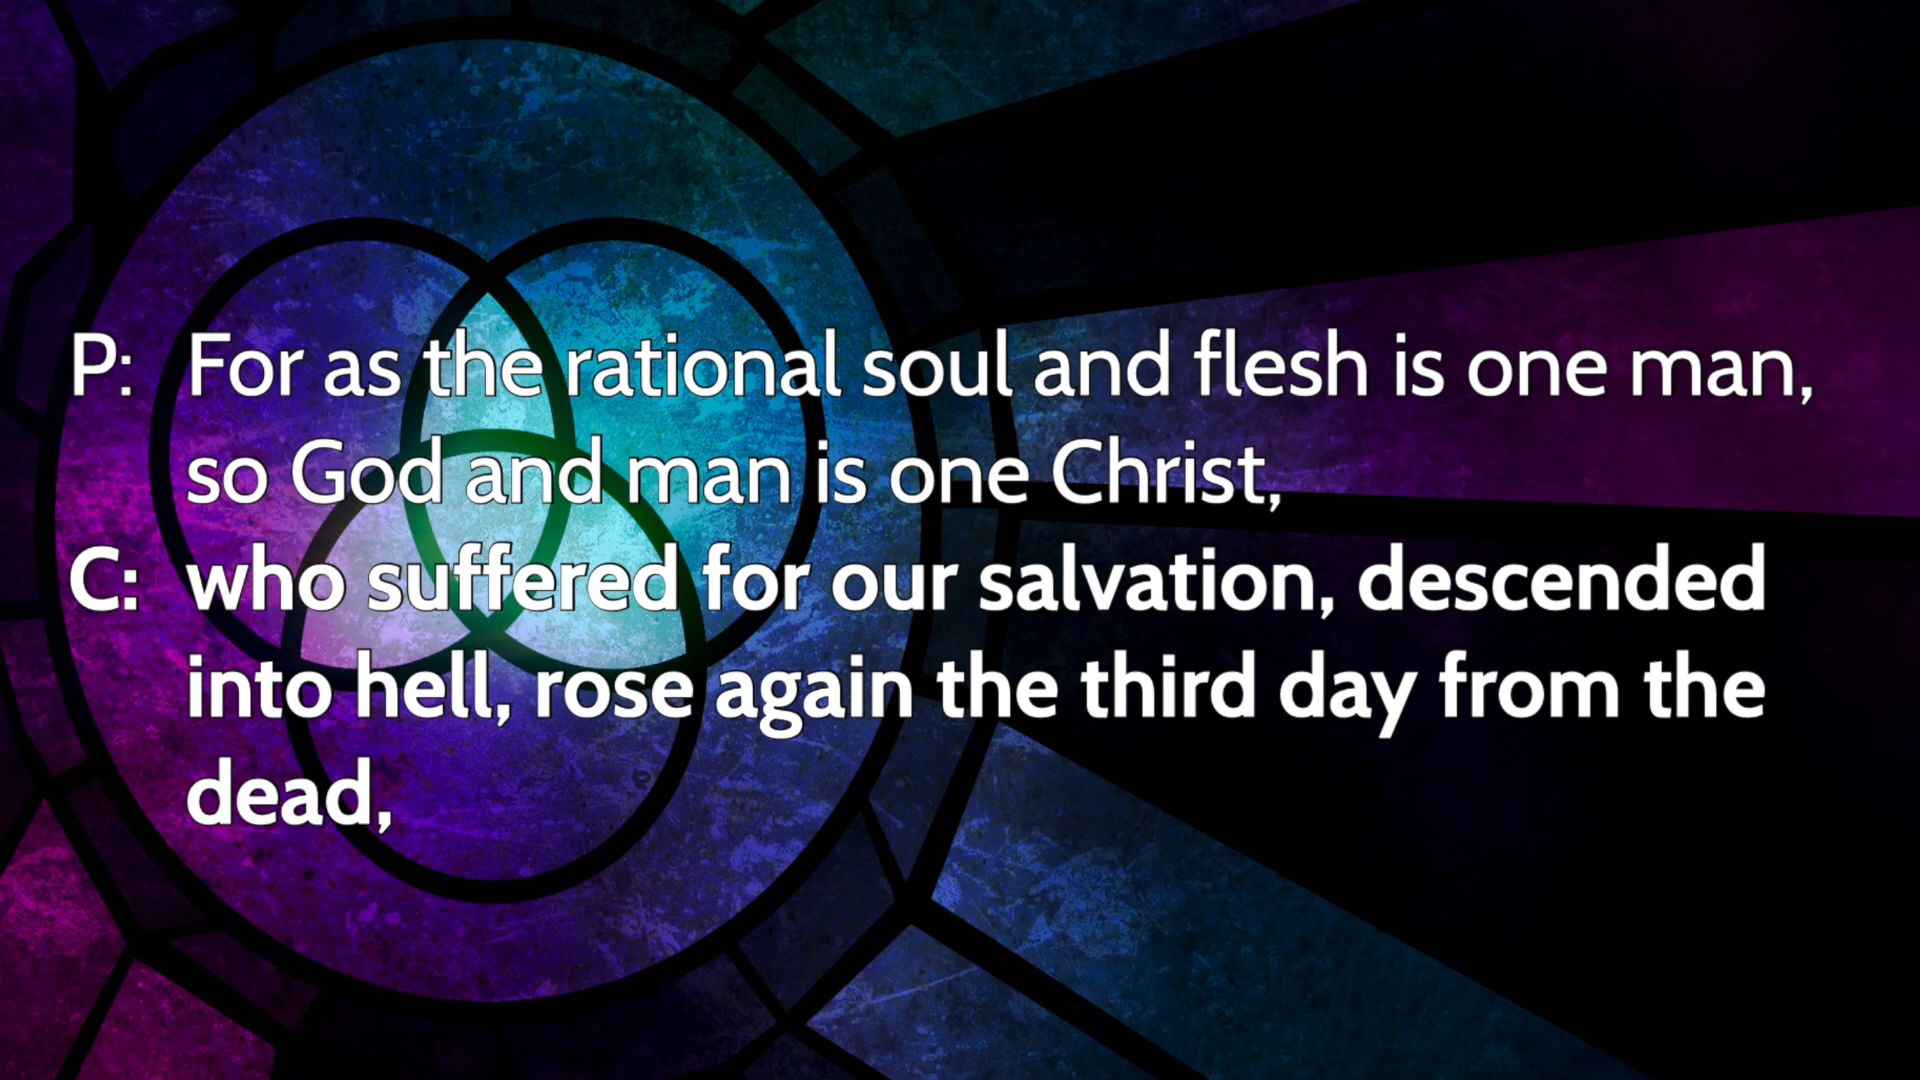 P: For as the rational soul and flesh is one man,
so God and man is one Christ,
C: who suffered for our salvation, descended
into hell, rose again the third day from the
dead,